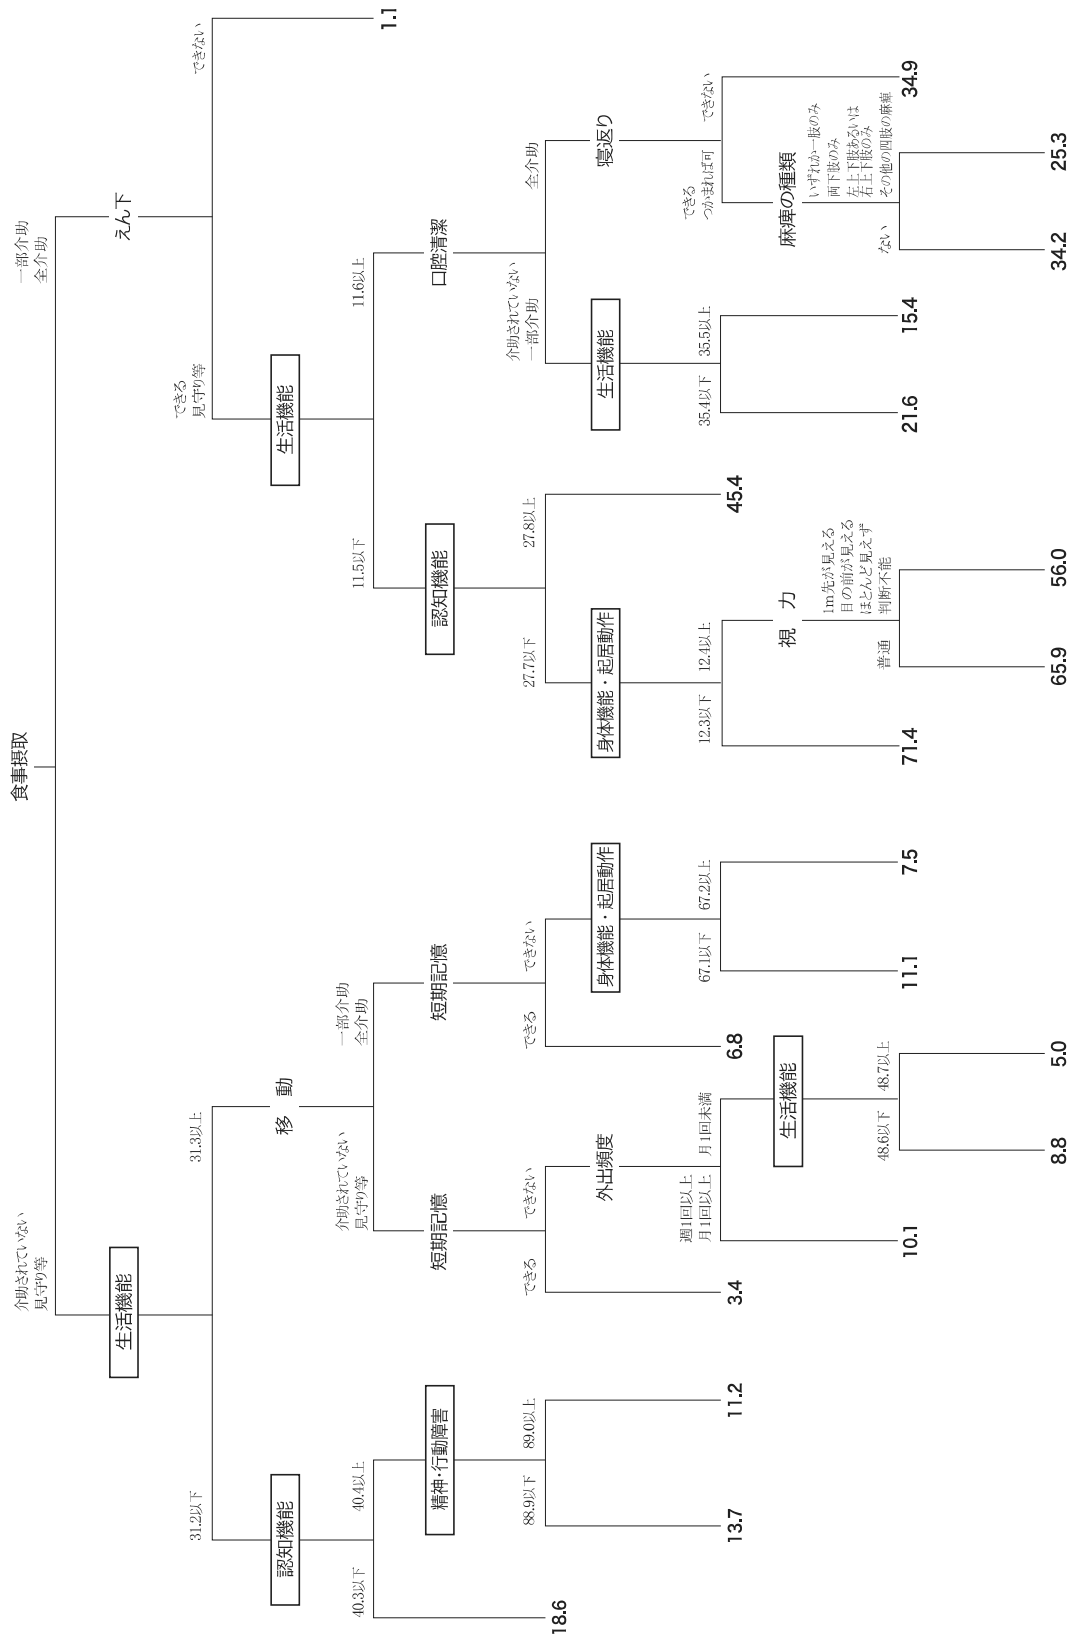 食事摂取
介助されていない
見守り等
一部介助
全介助
生活機能
えん下
31.2以下
31.3以上
できる
見守り等
できない
認知機能
移動
生活機能
1.1
40.3以下
40.4以上
介助されていない
見守り等
一部介助
全介助
11.5以下
11.6以上
18.6
精神・行動障害
短期記憶
短期記憶
認知機能
口腔清潔
88.9以下
89.0以上
できる
できない
できる
できない
27.7以下
27.8以上
介助されていない
一部介助
全介助
13.7
11.2
3.4
外出頻度
6.8
身体機能・起居動作
身体機能・起居動作
45.4
生活機能
寝返り
週1回以上
月1回以上
月1回未満
67.1以下
67.2以上
12.3以下
12.4以上
35.4以下
35.5以上
できる
つかまれば可
できない
10.1
生活機能
11.1
7.5
71.4
視力
21.6
15.4
麻痺の種類
34.9
48.6以下
48.7以上
普通
1m先が見える
目の前が見える
ほとんど見えず
判断不能
ない
いずれか一肢のみ
両下肢のみ
左上下肢あるいは
右上下肢のみ
その他の四肢の麻痺
8.8
5.0
65.9
56.0
34.2
25.3